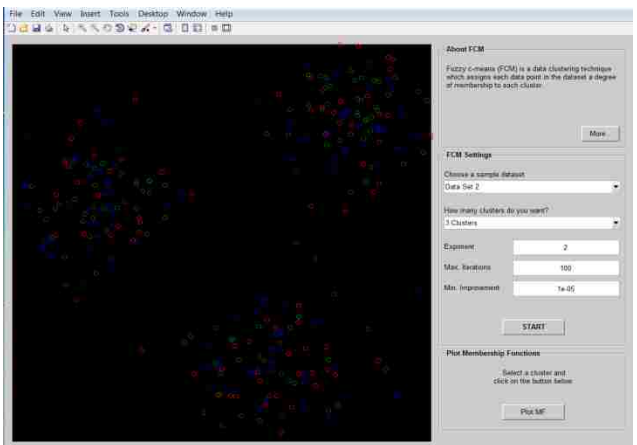 File Edit View Insert Tools Desktop Window Help
About FCM
Fuzzy c-means (FCM) is a data clustering technique
which assigns each data point in the dataset a degree
of membership to each cluster.
More...
FCM Settings
Choose a sample dataset
Data Set 2
How many clusters do you want?
3 Clusters
Exponent
2
Max. Iterations
100
Min. Improvement
1e-05
START
Plot Membership Functions
Select a cluster and
click on the button below
Plot MF